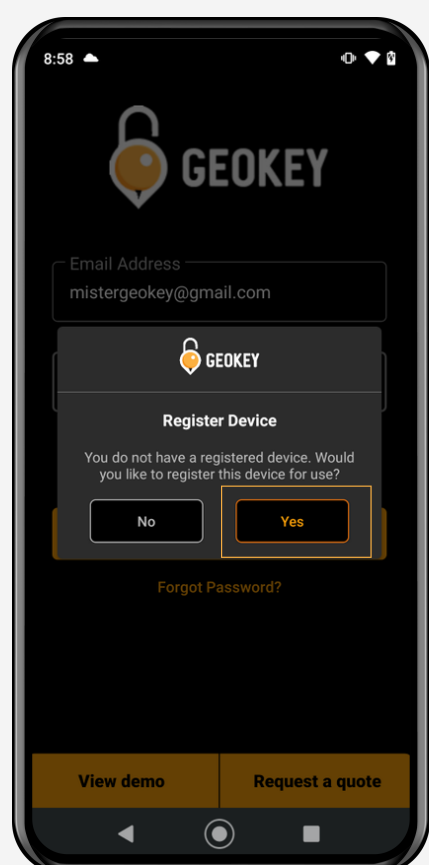 8:58
GEOKEY
Email Address
mistergeokey@gmail.com
GEOKEY
Register Device
You do not have a registered device. Would
you like to register this device for use?
No
Yes
Forgot Password?
View demo
Request a quote